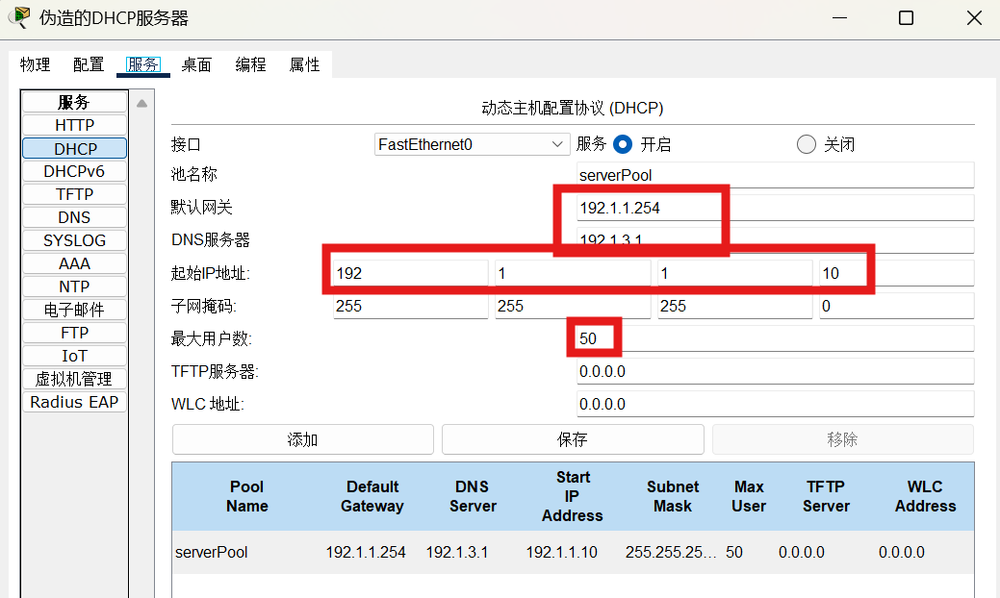 伪造的DHCP服务器
物理 配置 服务 桌面 编程 属性
服务
HTTP
DHCP
DHCPv6
TFTP
DNS
SYSLOG
AAA
NTP
电子邮件
FTP
IoT
虚拟机管理
Radius EAP
动态主机配置协议 (DHCP)
接口 FastEthernet0 服务 开启 关闭
池名称 serverPool
默认网关 192.1.1.254
DNS服务器 192.1.3.1
起始IP地址: 192 1 1 10
子网掩码: 255 255 255 0
最大用户数: 50
TFTP服务器: 0.0.0.0
WLC 地址: 0.0.0.0
添加 保存 移除
Pool Name Default Gateway DNS Server Start IP Address Subnet Mask Max User TFTP Server WLC Address
serverPool 192.1.1.254 192.1.3.1 192.1.1.10 255.255.25... 50 0.0.0.0 0.0.0.0